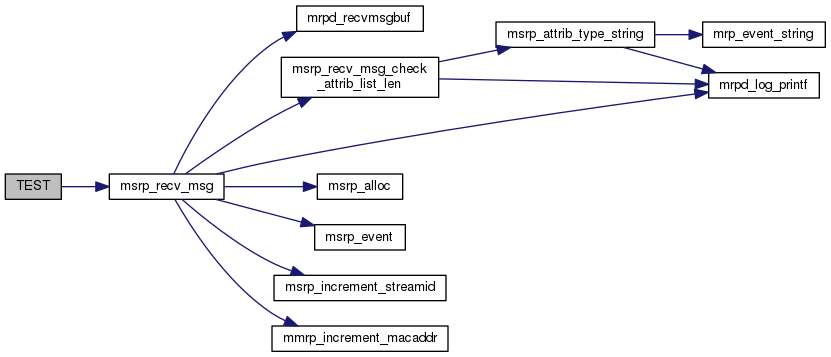 TEST
msrp_recv_msg
mrpd_recvmsgbuf
msrp_recv_msg_check
_attrib_list_len
msrp_attrib_type_string
mrp_event_string
mrpd_log_printf
msrp_alloc
msrp_event
msrp_increment_streamid
mmrp_increment_macaddr